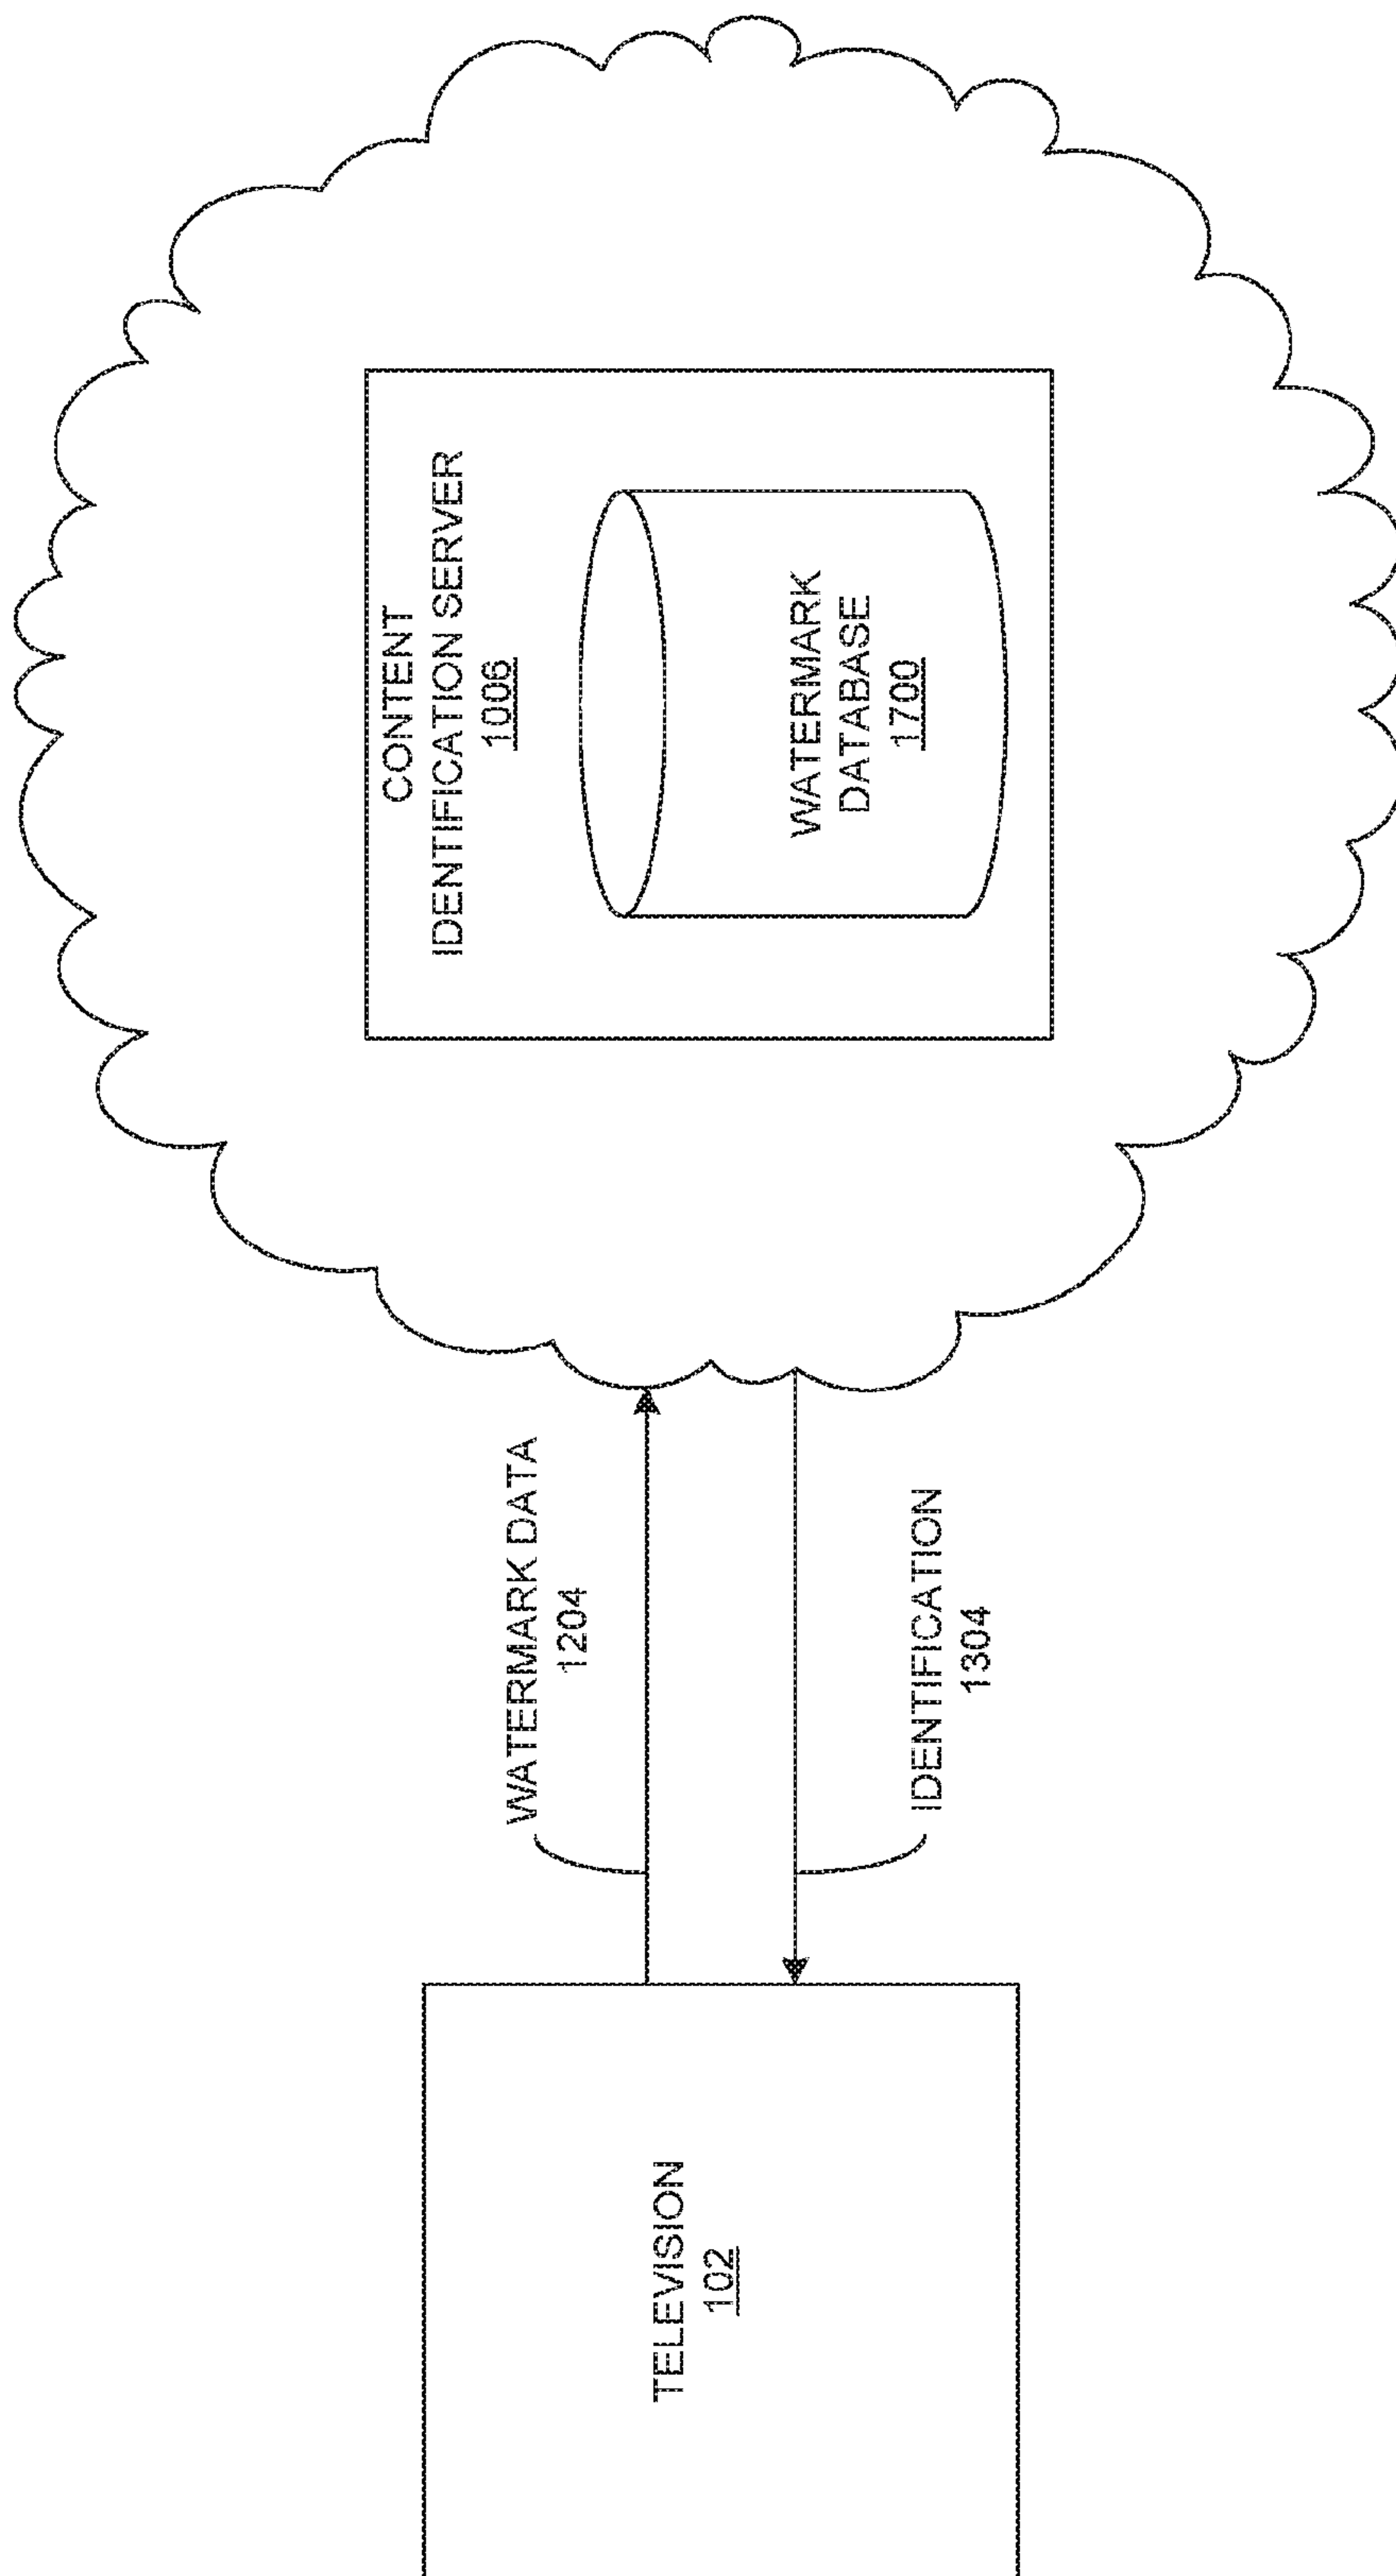 TELEVISION
102
WATERMARK DATA
1204
IDENTIFICATION
1304
CONTENT
IDENTIFICATION SERVER
1006
WATERMARK
DATABASE
1700